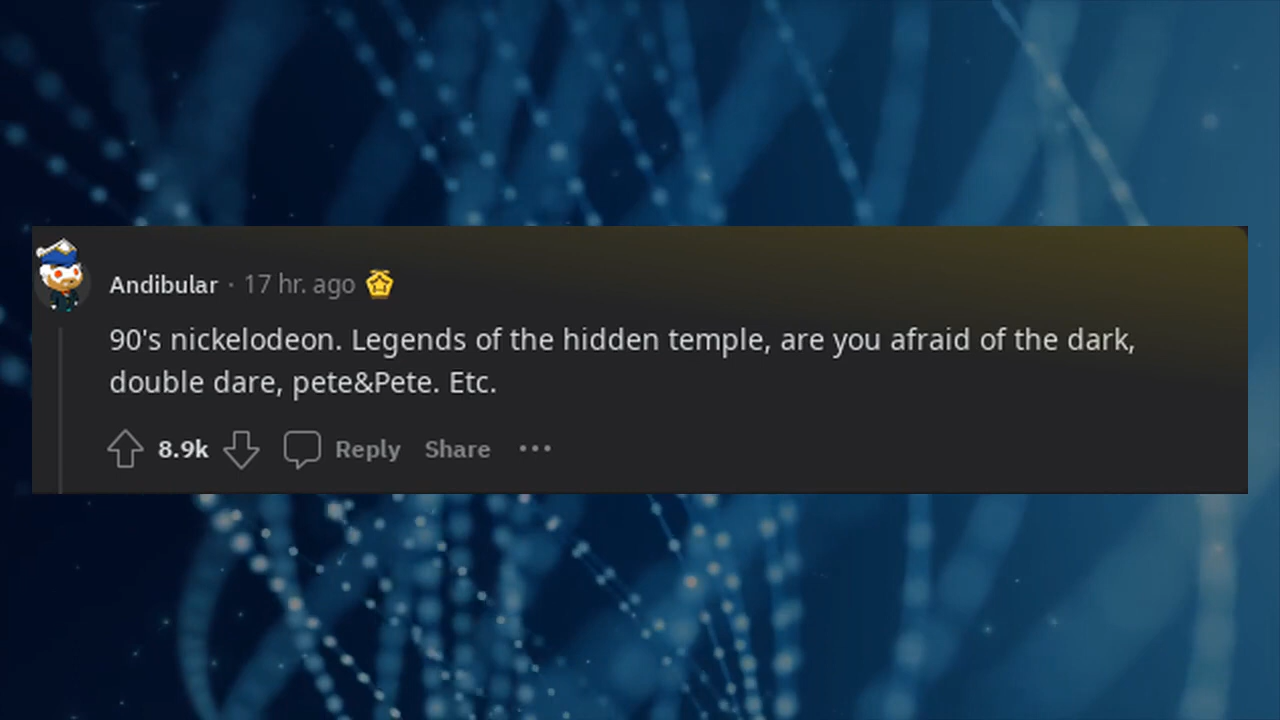 Andibular · 17 hr. ago
90's nickelodeon. Legends of the hidden temple, are you afraid of the dark,
double dare, pete&Pete. Etc.
8.9k Reply Share ···